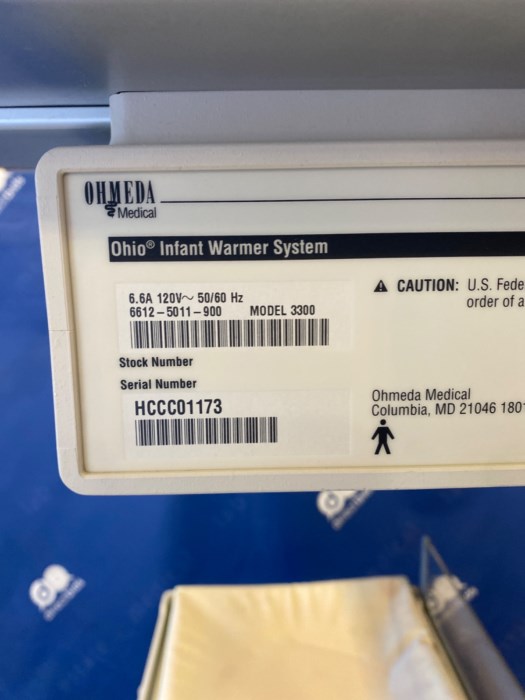 OHMEDA
Medical
Ohio® Infant Warmer System
6.6A 120V~ 50/60 Hz
6612-5011-900 MODEL 3300
Stock Number
Serial Number
HCCC01173
CAUTION: U.S. Fede
order of a
Ohmeda Medical
Columbia, MD 21046 180